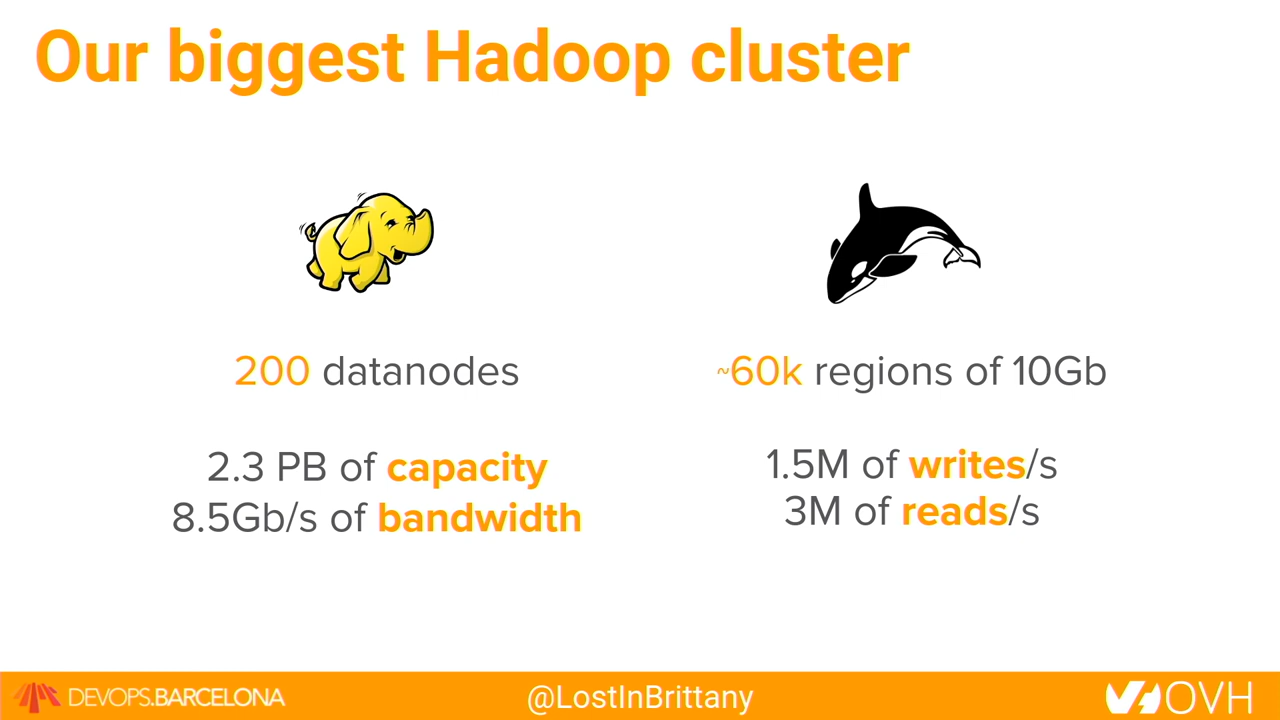 Our biggest Hadoop cluster
200 datanodes
2.3 PB of capacity
8.5Gb/s of bandwidth
~60k regions of 10Gb
1.5M of writes/s
3M of reads/s
DEVOPS.BARCELONA
@LostInBrittany
OVH